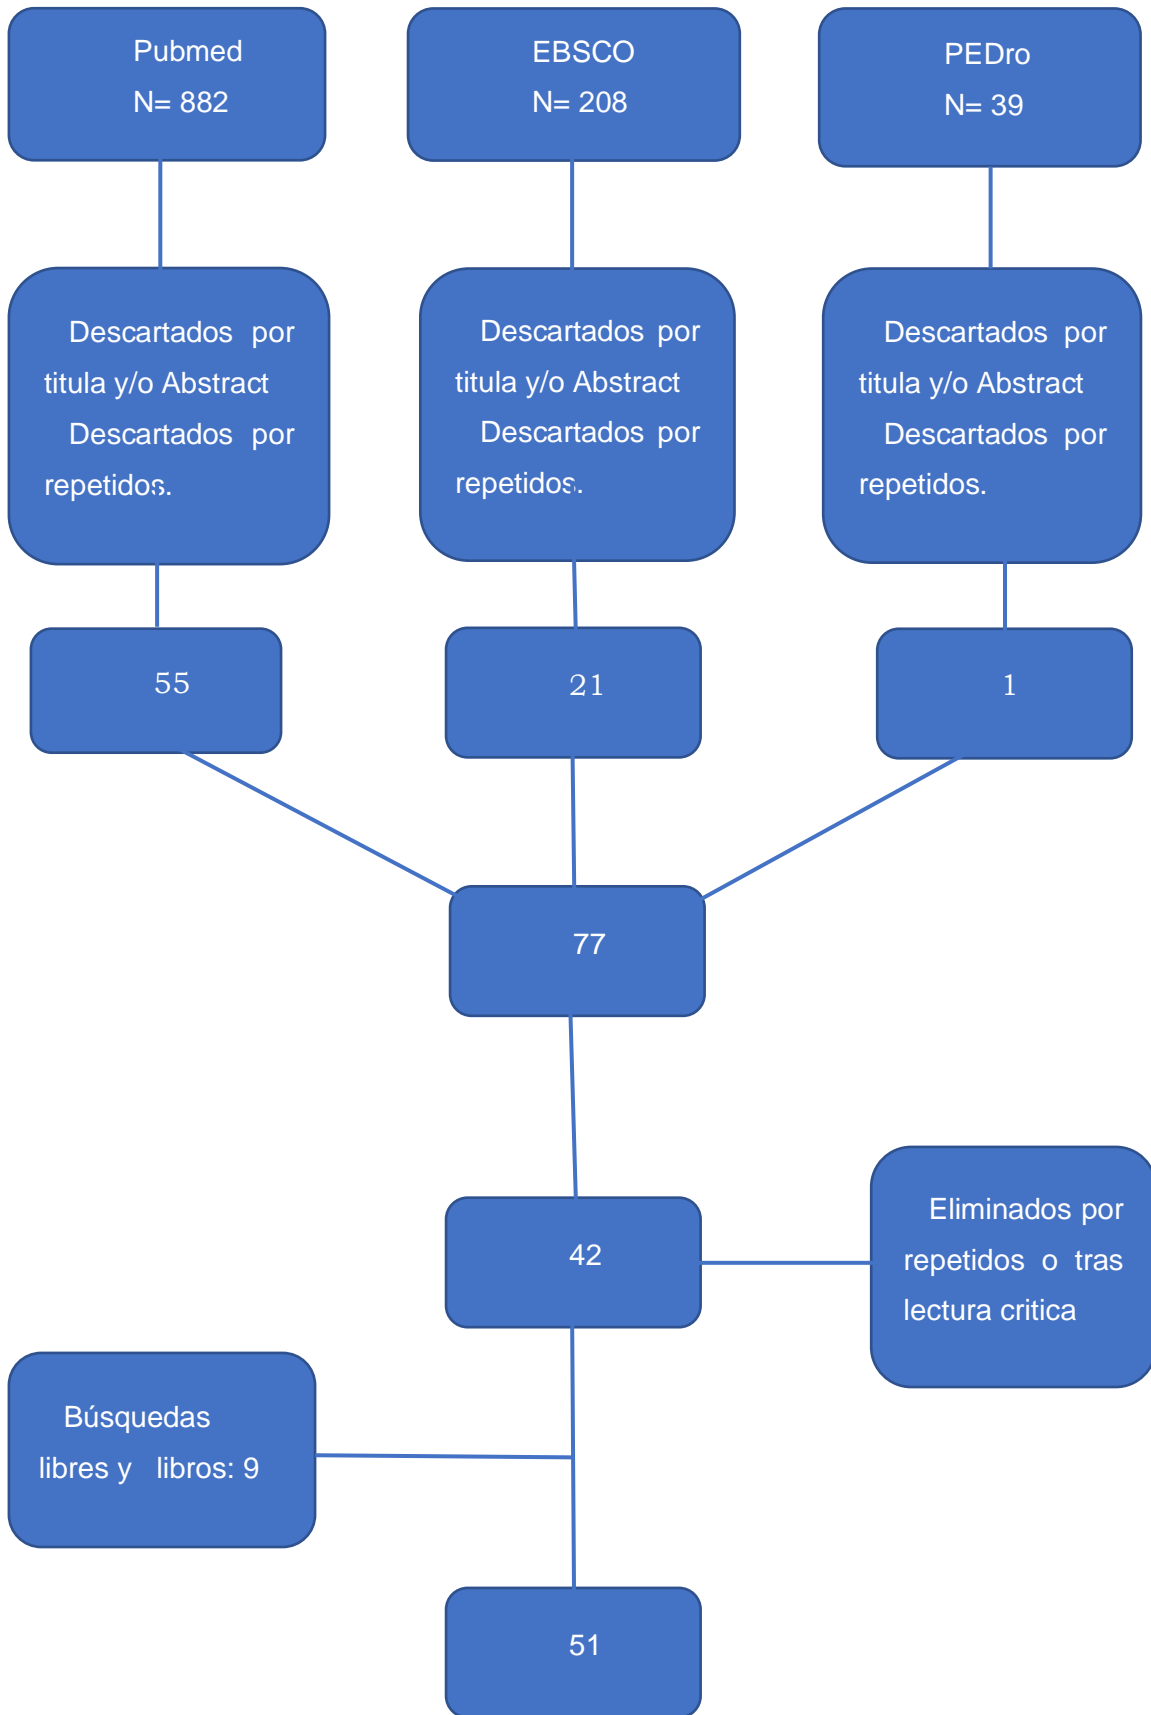 Pubmed
N= 882
EBSCO
N= 208
PEDro
N= 39
Descartados por
titula y/o Abstract
Descartados por
repetidos.
Descartados por
titula y/o Abstract
Descartados por
repetidos.
Descartados por
titula y/o Abstract
Descartados por
repetidos.
55
21
1
77
42
Eliminados por
repetidos o tras
lectura critica
Búsquedas
libres y libros: 9
51